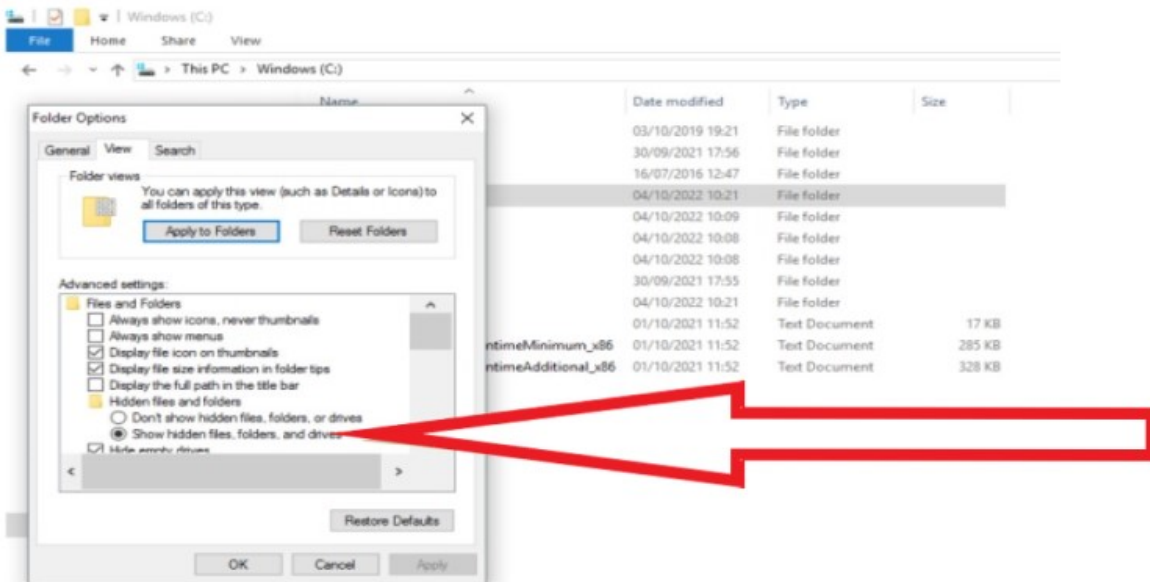 Windows (C:)
File Home Share View
This PC > Windows (C:)
Name Date modified Type Size
Folder Options
General View Search
Folder views
You can apply this view (such as Details or Icons) to
all folders of this type.
Apply to Folders Reset Folders
Advanced settings:
Files and Folders
Always show icons, never thumbnails
Always show menus
Display file icon on thumbnails
Display file size information in folder tips
Display the full path in the title bar
Hidden files and folders
Don't show hidden files, folders, or drives
Show hidden files, folders, and drives
Hide empty drives
Restore Defaults
OK Cancel Apply
03/10/2019 19:21 File folder
30/09/2021 17:56 File folder
16/07/2016 12:47 File folder
04/10/2022 10:21 File folder
04/10/2022 10:09 File folder
04/10/2022 10:08 File folder
04/10/2022 10:08 File folder
30/09/2021 17:55 File folder
04/10/2022 10:21 File folder
01/10/2021 11:52 Text Document 17 KB
ntimeMinimum_x86 01/10/2021 11:52 Text Document 285 KB
ntimeAdditional_x86 01/10/2021 11:52 Text Document 328 KB